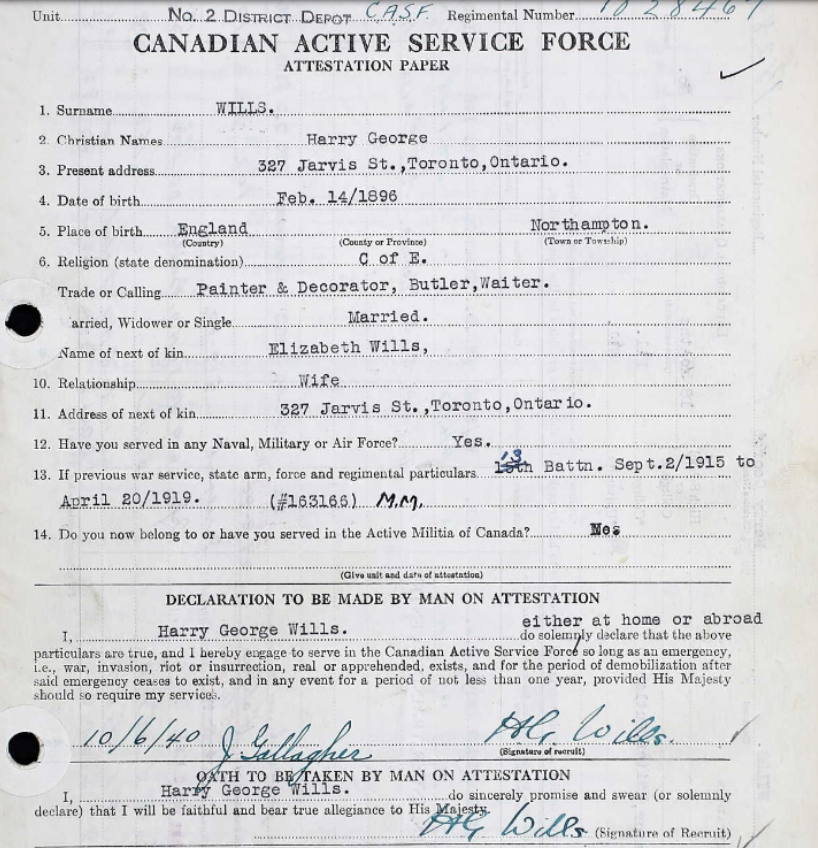 Unit No. 2 DISTRICT DEPOT C.A.S.F. Regimental Number
CANADIAN ACTIVE SERVICE FORCE
ATTESTATION PAPER
1. Surname WILLS.
2. Christian Names Harry George
3. Present address 327 Jarvis St.,Toronto,Ontario.
4. Date of birth Feb. 14/1896
5. Place of birth England Northampton.
(Country) (County or Province) (Town or Township)
6. Religion (state denomination) C of E.
Trade or Calling Painter & Decorator, Butler,Waiter.
arried, Widower or Single Married.
Name of next of kin Elizabeth Wills,
10. Relationship Wife
11. Address of next of kin 327 Jarvis St.,Toronto,Ontario.
12. Have you served in any Naval, Military or Air Force? Yes.
13. If previous war service, state arm, force and regimental particulars 13 15th Battn. Sept.2/1915 to
April 20/1919. (#163166) M.M.
14. Do you now belong to or have you served in the Active Militia of Canada?
(Give unit and date of attestation)
DECLARATION TO BE MADE BY MAN ON ATTESTATION
either at home or abroad
I, Harry George Wills. do solemnly declare that the above
particulars are true, and I hereby engage to serve in the Canadian Active Service Force so long as an emergency,
i.e., war, invasion, riot or insurrection, real or apprehended, exists, and for the period of demobilization after
said emergency ceases to exist, and in any event for a period of not less than one year, provided His Majesty
should so require my services.
10/6/40 J. Gallagher HG Wills.
(Signature of recruit)
OATH TO BE TAKEN BY MAN ON ATTESTATION
I, Harry George Wills. do sincerely promise and swear (or solemnly
declare) that I will be faithful and bear true allegiance to His Majesty.
HG Wills (Signature of Recruit)